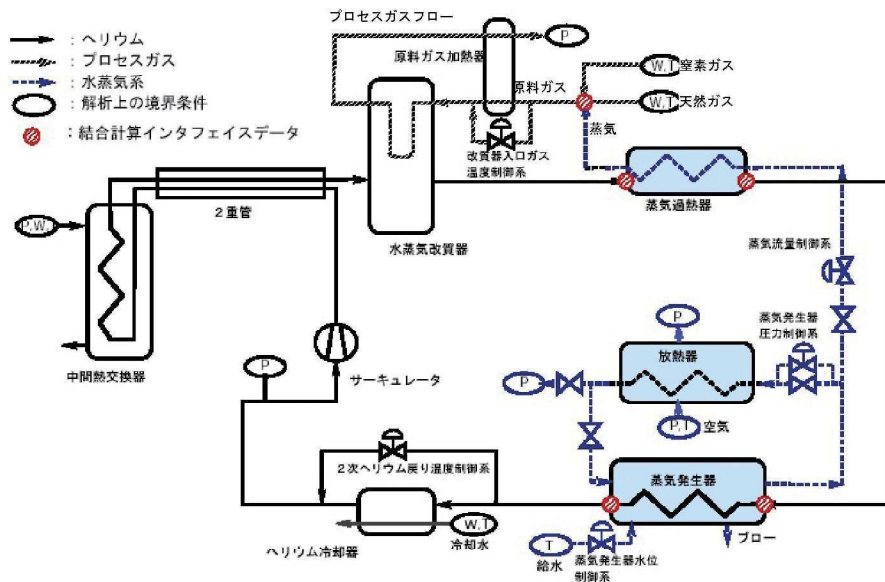 ：ヘリウム
：プロセスガス
：水蒸気系
：解析上の境界条件
：結合計算インタフェイスデータ
プロセスガスフロー
原料ガス加熱器
P
原料ガス
W,T 窒素ガス
W,T 天然ガス
蒸気
改質器入口ガス
温度制御系
蒸気過熱器
2重管
水蒸気改質器
P,W,T
中間熱交換器
蒸気流量制御系
蒸気発生器
圧力制御系
P
放熱器
P
P,T 空気
P
サーキュレータ
2次ヘリウム戻り温度制御系
蒸気発生器
ヘリウム冷却器
W,T
冷却水
T
給水
蒸気発生器水位
制御系
ブロー